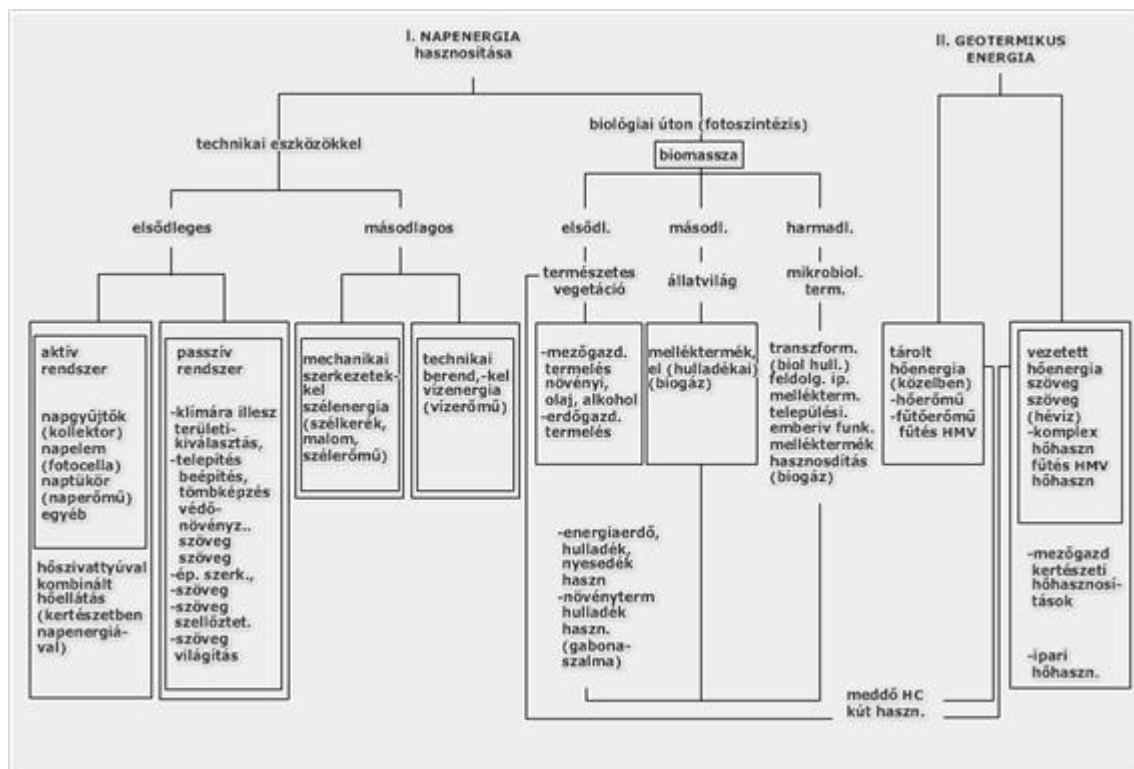 I. NAPENERGIA
hasznosítása
II. GEOTERMIKUS
ENERGIA
technikai eszközökkel
biológiai úton (fotoszintézis)
biomassza
elsődleges
másodlagos
elsődl.
másodl.
harmadl.
természetes
vegetáció
állatvilág
mikrobiol.
term.
aktív
rendszer
napgyűjtők
(kollektor)
napelem
(fotocella)
naptükör
(naperőmű)
egyéb
hőszivattyúval
kombinált
hőellátás
(kertészetben
napenergiá-
val)
passzív
rendszer
-klímára illesz
területi-
kiválasztás,
-telepítés
beépítés,
tömbképzés
védő-
növényz..
szöveg
szöveg
-ép. szerk.,
-szöveg
-szöveg
szellőztet.
-szöveg
világítás
mechanikai
szerkezetek-
kel
szélenergia
(szélkerék,
malom,
szélerőmű)
technikai
berend,-kel
vízenergia
(vízerőmű)
-mezőgazd.
termelés
növényi,
olaj, alkohol
-erdőgazd.
termelés
-energiaerdő,
hulladék,
nyesedék
haszn
-növényterm
hulladék
haszn.
(gabona-
szalma)
melléktermék,
el (hulladékai)
(biogáz)
transzform.
(biol hull.)
feldolg. ip.
mellékterm.
települési.
emberiv funk.
melléktermék
hasznosdítás
(biogáz)
tárolt
hőenergia
(közelben)
-hőerőmű
-fűtőerőmű
fűtés HMV
vezetett
hőenergia
szöveg
szöveg
(hévíz)
-komplex
hőhaszn
fűtés HMV
hőhaszn
-mezőgazd
kertészeti
hőhasznosí-
tások
-ipari
hőhaszn.
meddő HC
kút haszn.